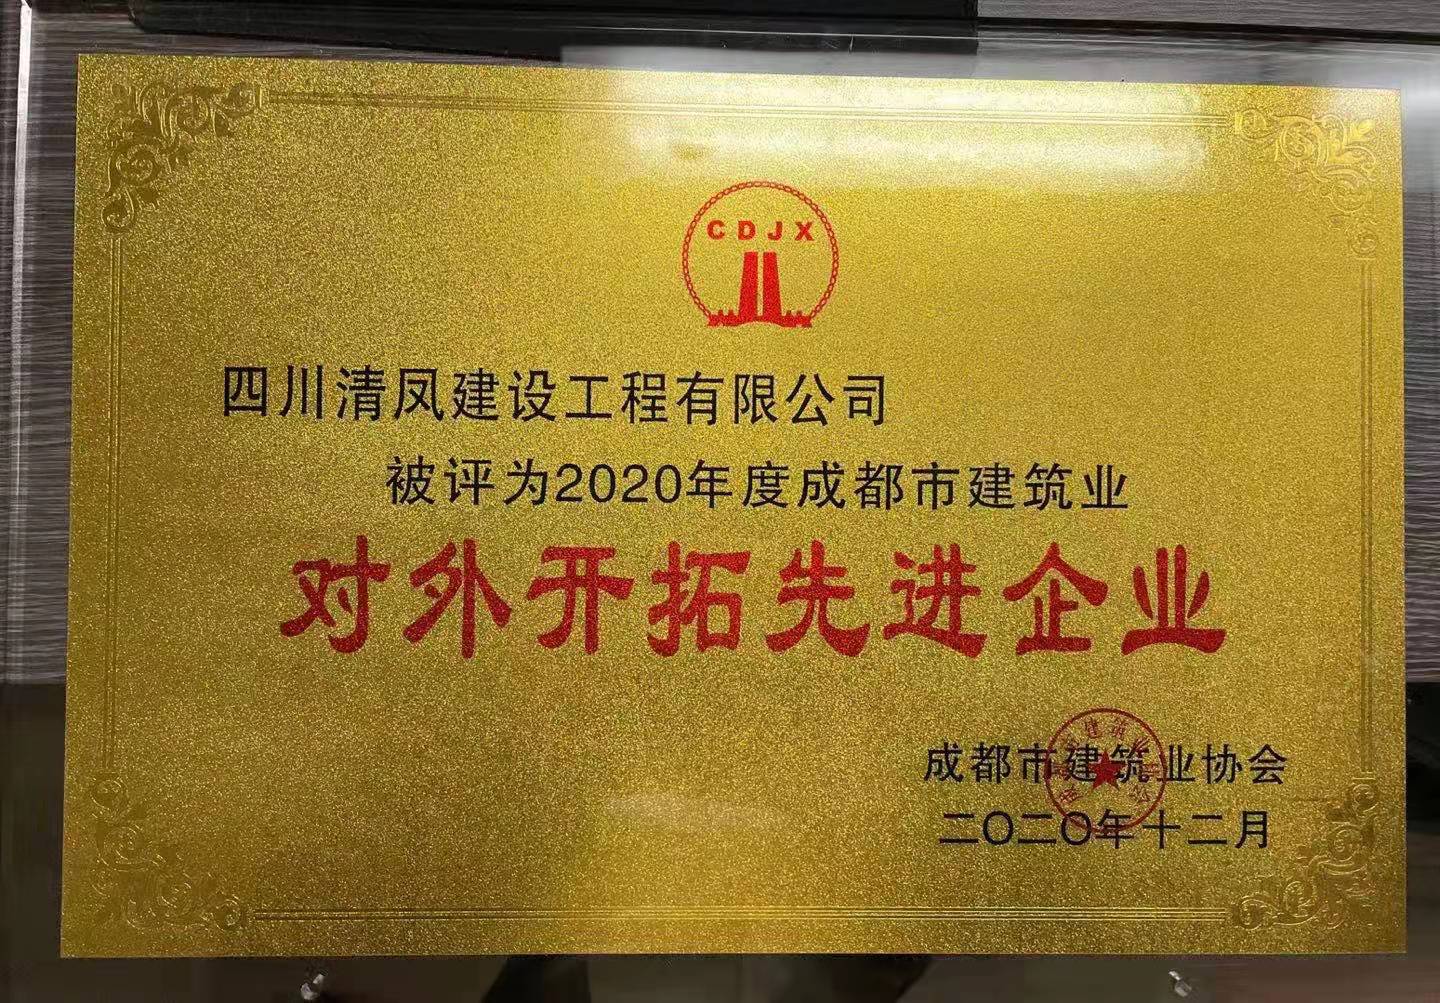 CDJX
四川清凤建设工程有限公司
被评为2020年度成都市建筑业
对外开拓先进企业
成都市建筑业协会
二〇二〇年十二月